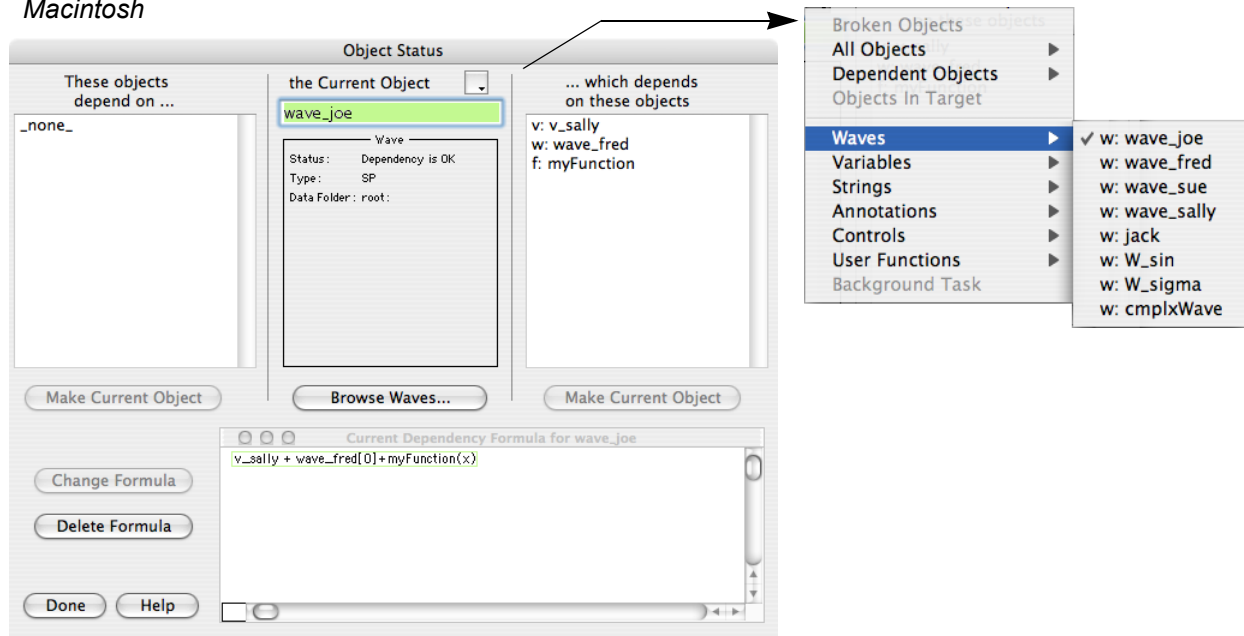 Macintosh
Object Status
These objects
depend on ...
_none_
Make Current Object
the Current Object
wave_joe
Wave
Status: Dependency is OK
Type: SP
Data Folder: root:
Browse Waves...
... which depends
on these objects
v: v_sally
w: wave_fred
f: myFunction
Make Current Object
Current Dependency Formula for wave_joe
v_sally + wave_fred[0]+myFunction(x)
Change Formula
Delete Formula
Done
Help
Broken Objects
All Objects
Dependent Objects
Objects In Target
Waves
Variables
Strings
Annotations
Controls
User Functions
Background Task
w: wave_joe
w: wave_fred
w: wave_sue
w: wave_sally
w: jack
w: W_sin
w: W_sigma
w: cmplxWave